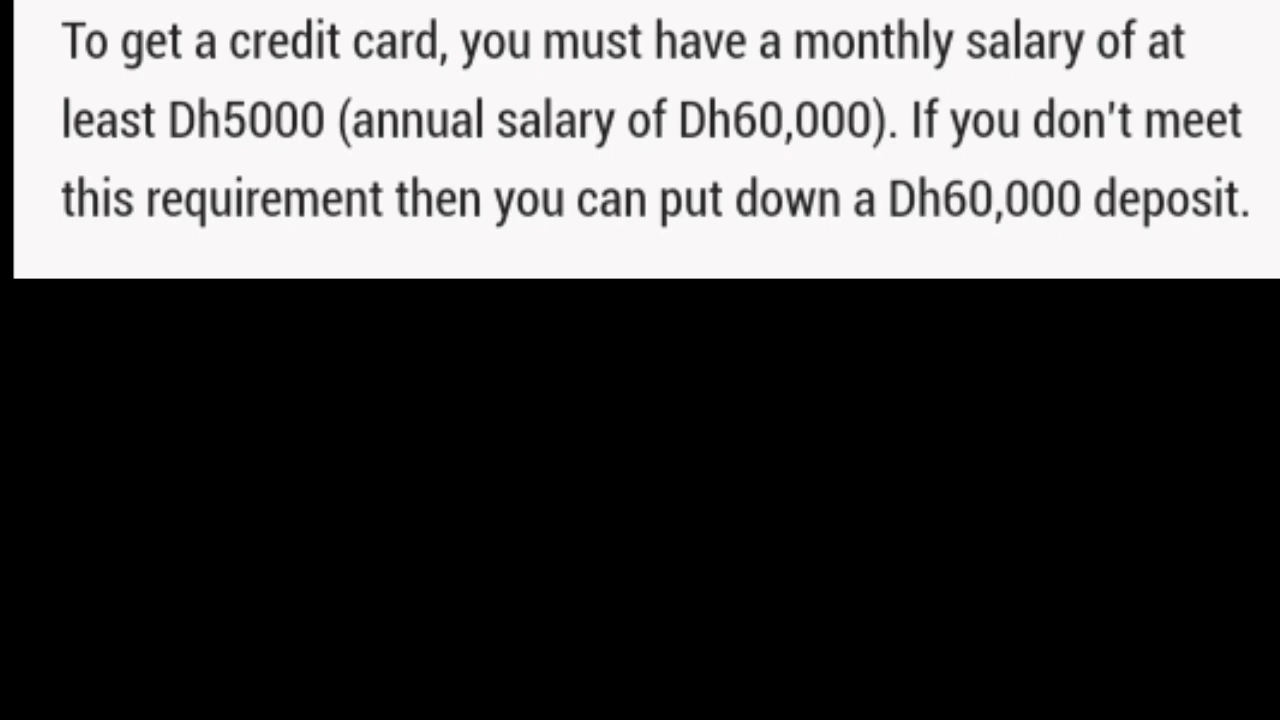 To get a credit card, you must have a monthly salary of at
least Dh5000 (annual salary of Dh60,000). If you don't meet
this requirement then you can put down a Dh60,000 deposit.